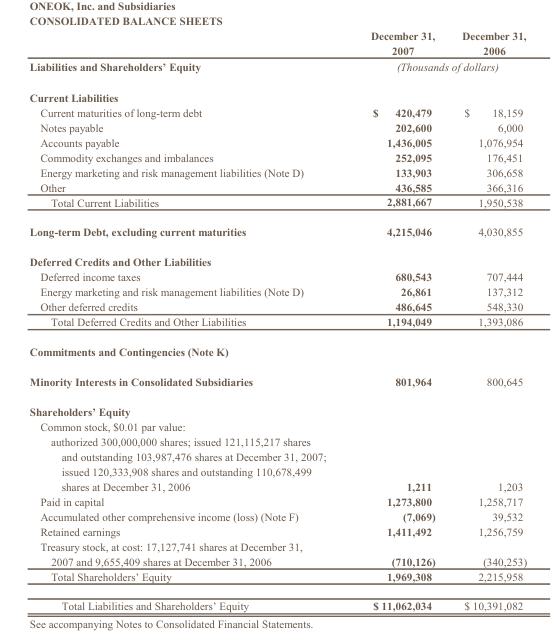 ONEOK, Inc. and Subsidiaries
CONSOLIDATED BALANCE SHEETS
December 31, December 31,
2007 2006
Liabilities and Shareholders' Equity (Thousands of dollars)
Current Liabilities
Current maturities of long-term debt $ 420,479 $ 18,159
Notes payable 202,600 6,000
Accounts payable 1,436,005 1,076,954
Commodity exchanges and imbalances 252,095 176,451
Energy marketing and risk management liabilities (Note D) 133,903 306,658
Other 436,585 366,316
Total Current Liabilities 2,881,667 1,950,538
Long-term Debt, excluding current maturities 4,215,046 4,030,855
Deferred Credits and Other Liabilities
Deferred income taxes 680,543 707,444
Energy marketing and risk management liabilities (Note D) 26,861 137,312
Other deferred credits 486,645 548,330
Total Deferred Credits and Other Liabilities 1,194,049 1,393,086
Commitments and Contingencies (Note K)
Minority Interests in Consolidated Subsidiaries 801,964 800,645
Shareholders' Equity
Common stock, $0.01 par value:
authorized 300,000,000 shares; issued 121,115,217 shares
and outstanding 103,987,476 shares at December 31, 2007;
issued 120,333,908 shares and outstanding 110,678,499
shares at December 31, 2006 1,211 1,203
Paid in capital 1,273,800 1,258,717
Accumulated other comprehensive income (loss) (Note F) (7,069) 39,532
Retained earnings 1,411,492 1,256,759
Treasury stock, at cost: 17,127,741 shares at December 31,
2007 and 9,655,409 shares at December 31, 2006 (710,126) (340,253)
Total Shareholders' Equity 1,969,308 2,215,958
Total Liabilities and Shareholders' Equity $ 11,062,034 $ 10,391,082
See accompanying Notes to Consolidated Financial Statements.